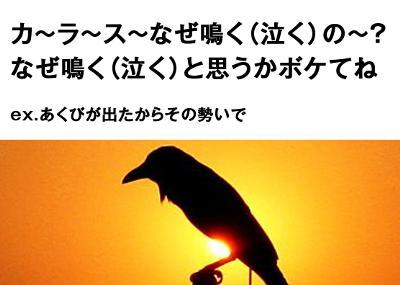 カ～ラ～ス～なぜ鳴く（泣く）の～？
なぜ鳴く（泣く）と思うかボケてね
ex.あくびが出たからその勢いで